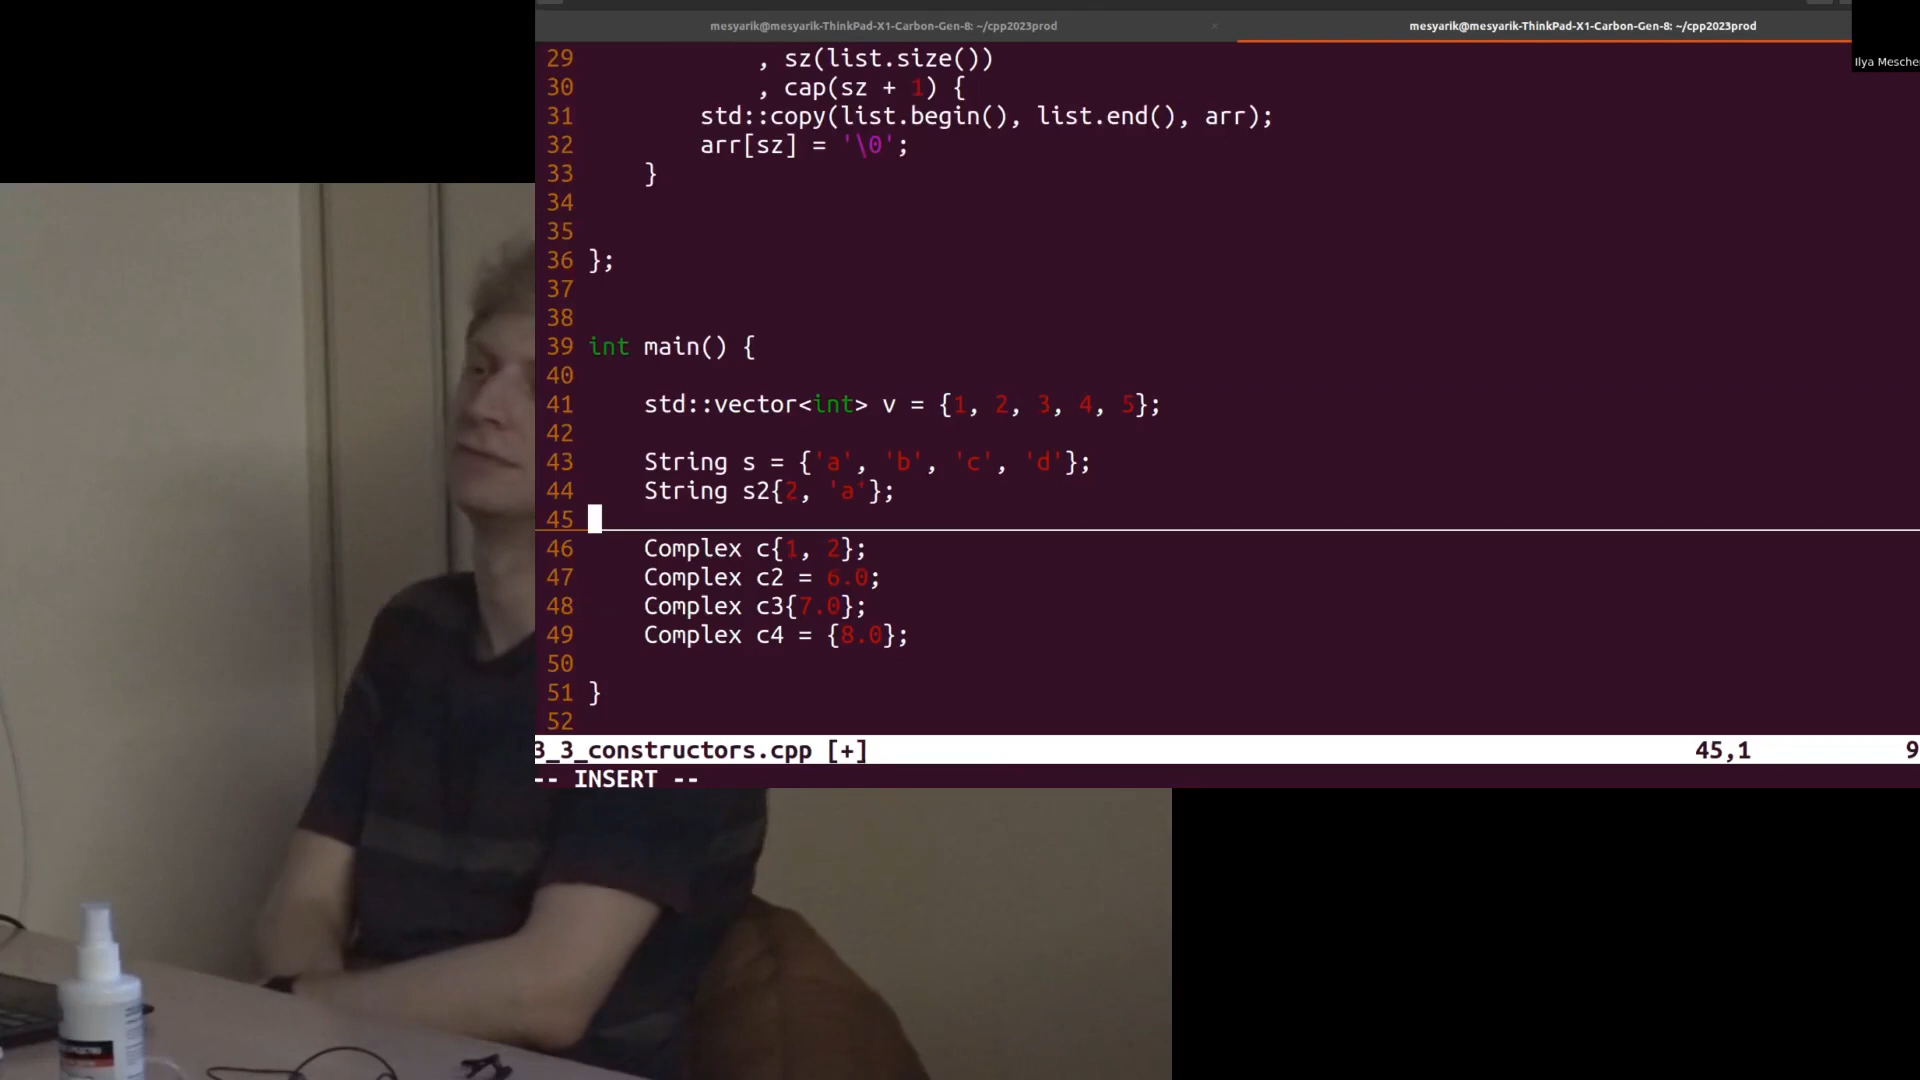 mesyarik@mesyarik-ThinkPad-X1-Carbon-Gen-8: ~/cpp2023prod
mesyarik@mesyarik-ThinkPad-X1-Carbon-Gen-8: ~/cpp2023prod
Ilya Mesche
29 , sz(list.size())
30 , cap(sz + 1) {
31 std::copy(list.begin(), list.end(), arr);
32 arr[sz] = '\0';
33 }
34
35
36 };
37
38
39 int main() {
40
41 std::vector<int> v = {1, 2, 3, 4, 5};
42
43 String s = {'a', 'b', 'c', 'd'};
44 String s2{2, 'a'};
45
46 Complex c{1, 2};
47 Complex c2 = 6.0;
48 Complex c3{7.0};
49 Complex c4 = {8.0};
50
51 }
52
3_3_constructors.cpp [+] 45,1 9
-- INSERT --